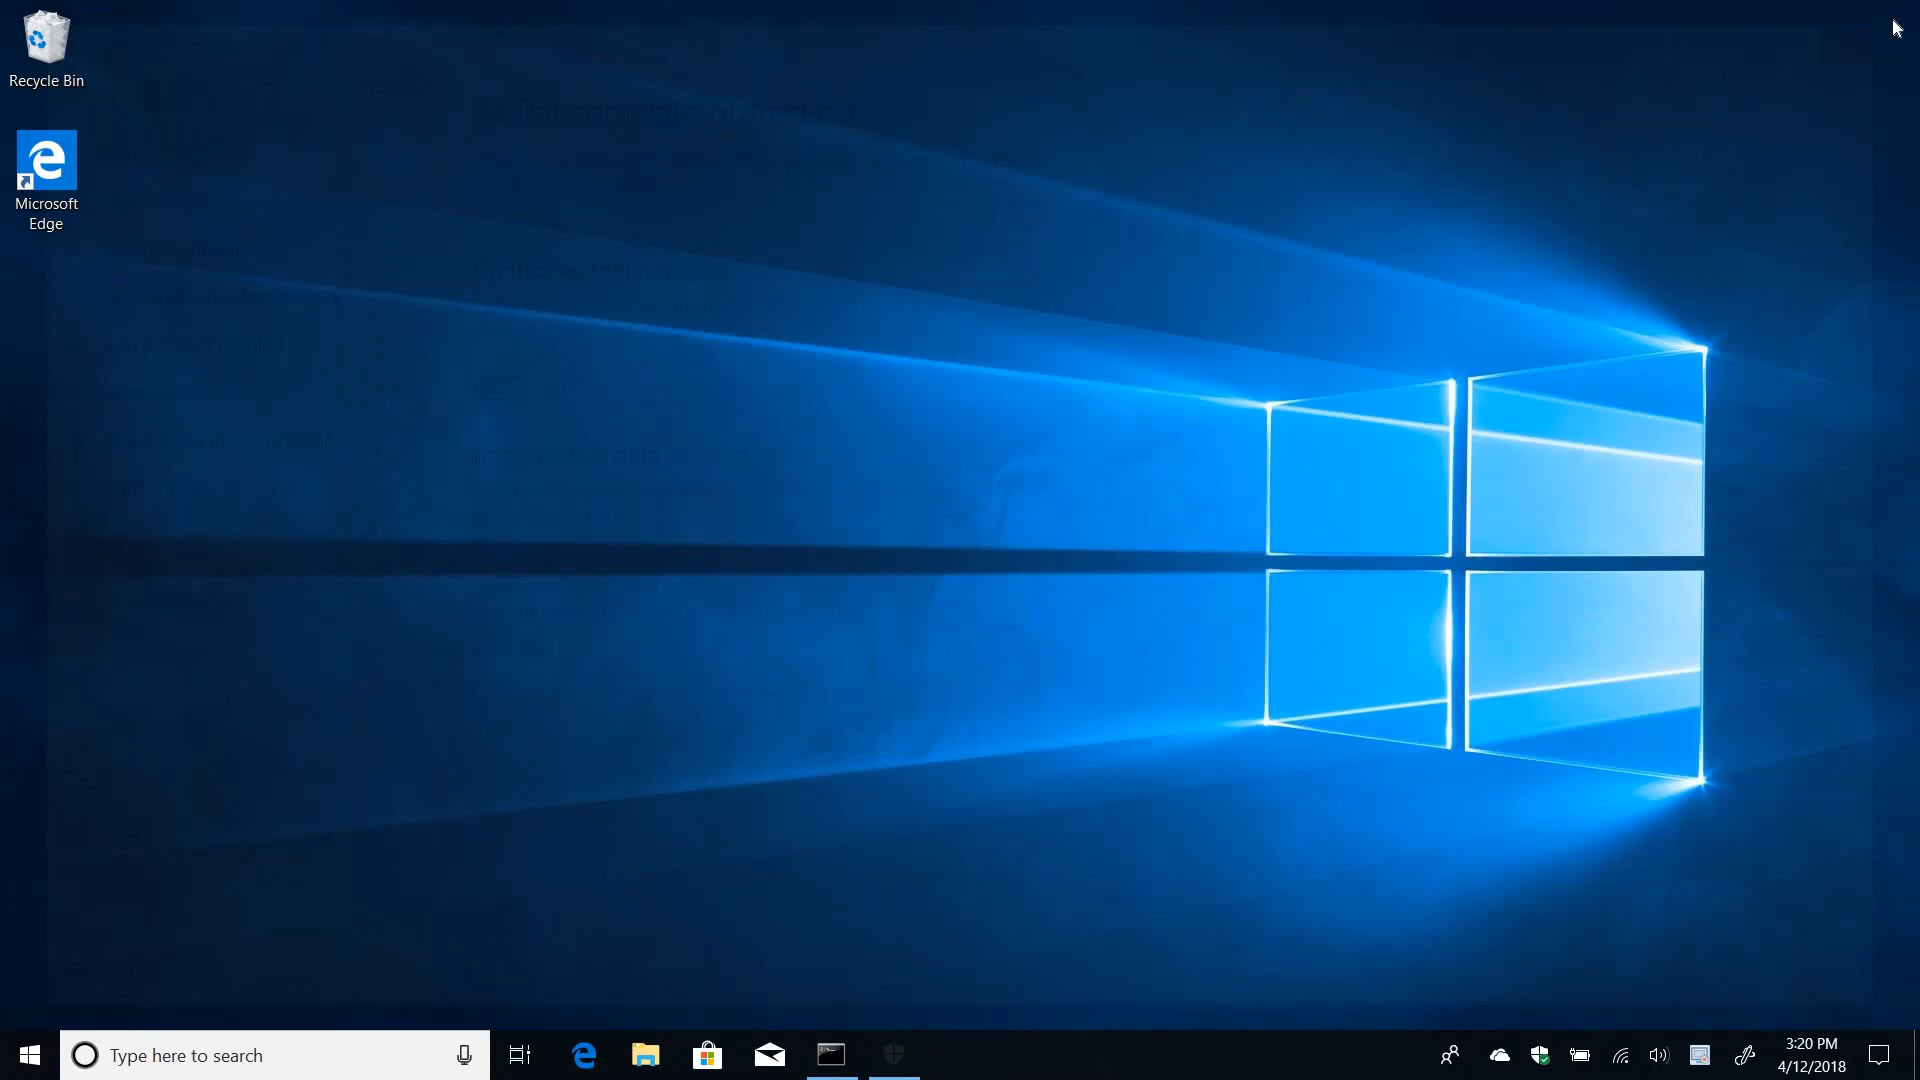 Recycle Bin
Microsoft
Edge
Type here to search
3:20 PM
4/12/2018